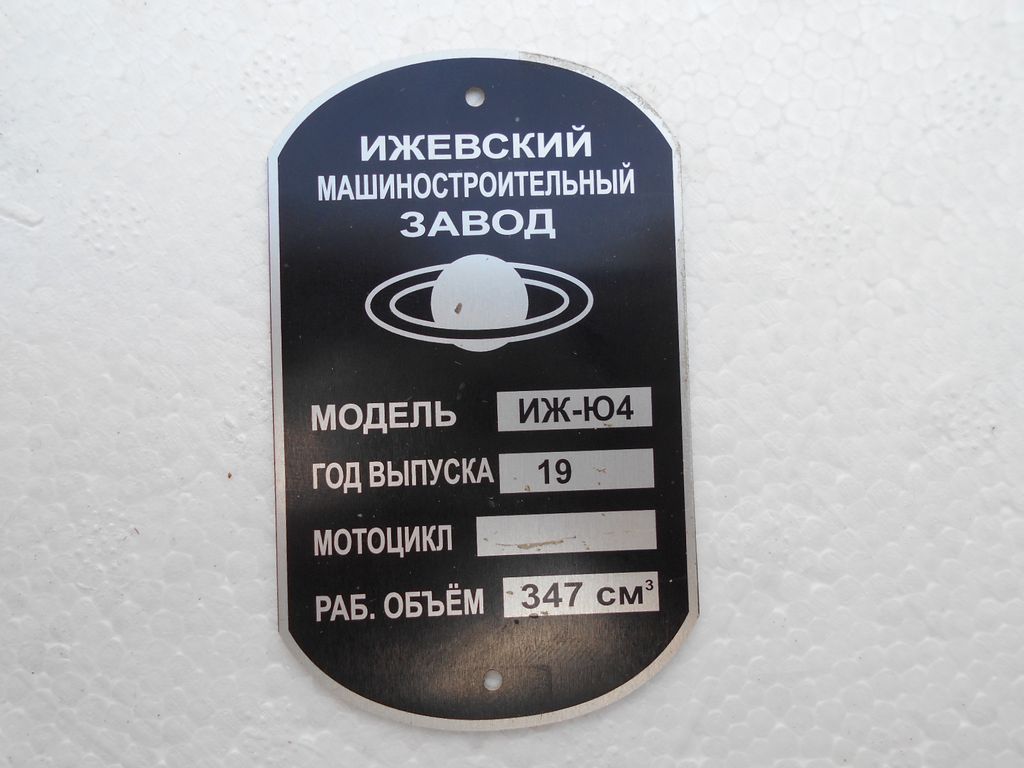 ИЖЕВСКИЙ
МАШИНОСТРОИТЕЛЬНЫЙ
ЗАВОД
МОДЕЛЬ ИЖ-Ю4
ГОД ВЫПУСКА 19
МОТОЦИКЛ
РАБ. ОБЪЁМ 347 см³